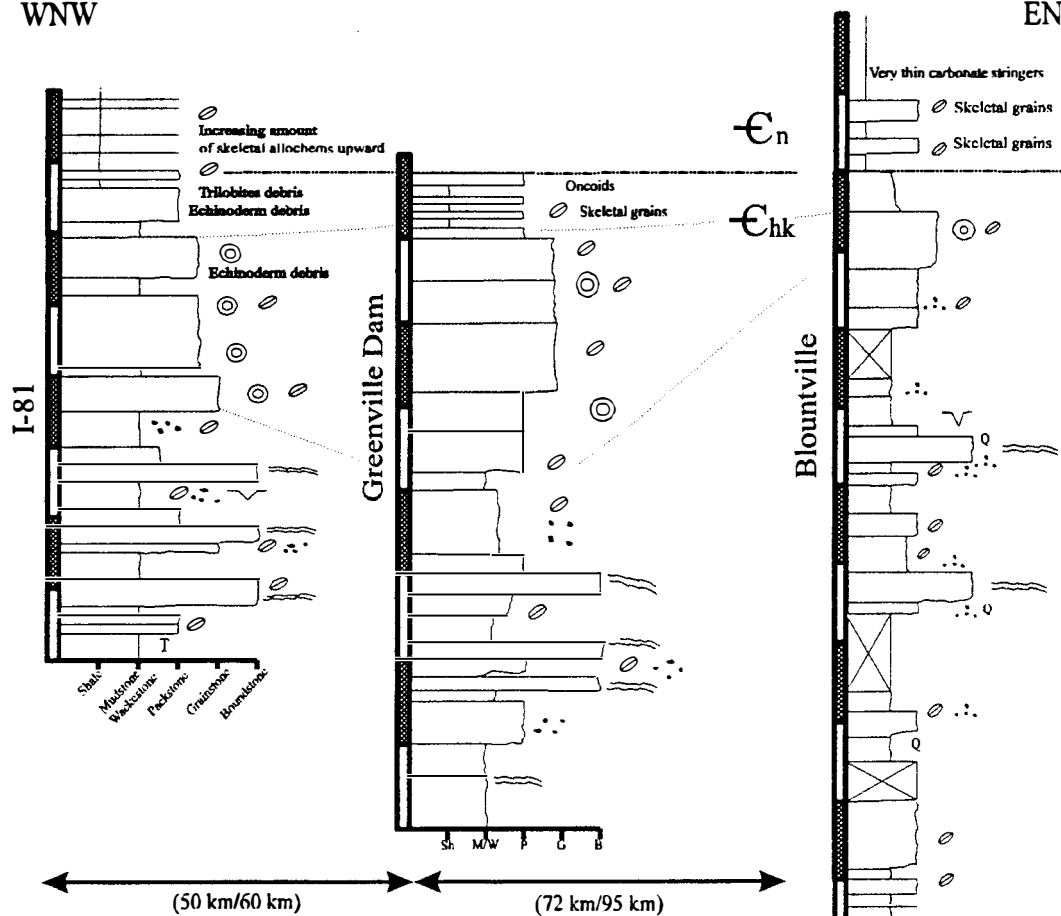 WNW
EN
Very thin carbonate stringers
Skeletal grains
Skeletal grains
Increasing amount
of skeletal allochems upward
Єn
Trilobites debris
Echinoderm debris
Oncoids
Skeletal grains
Єhk
Echinoderm debris
I-81
Greenville Dam
Blountville
Q
Q
Q
T
Shale
Mudstone
Wackestone
Packstone
Grainstone
Boundstone
Sh
M/W
P
G
B
(50 km/60 km)
(72 km/95 km)